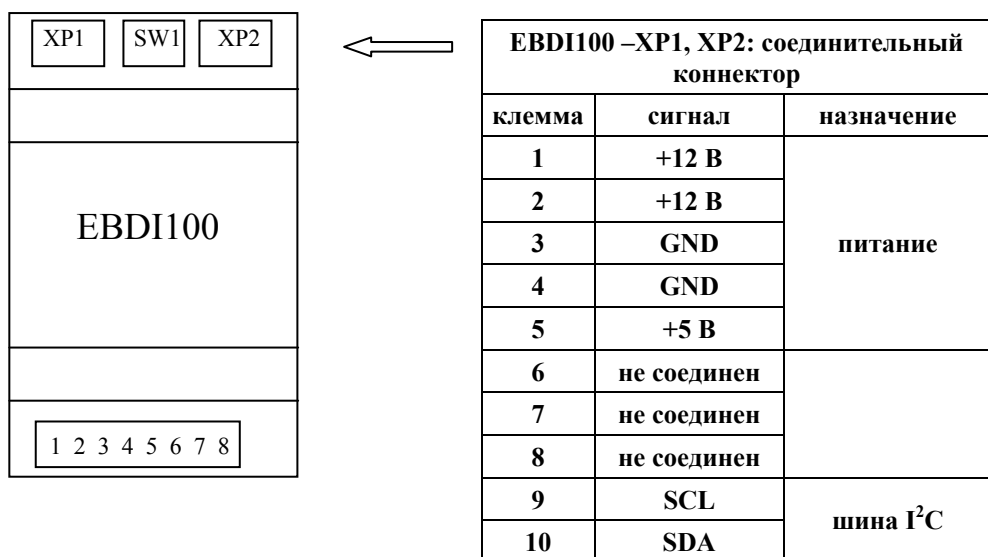 XP1 SW1 XP2
EBDI100
1 2 3 4 5 6 7 8
EBDI100 –XP1, XP2: соединительный
коннектор
клемма сигнал назначение
1 +12 В
2 +12 В
3 GND питание
4 GND
5 +5 В
6 не соединен
7 не соединен
8 не соединен
9 SCL шина I²C
10 SDA